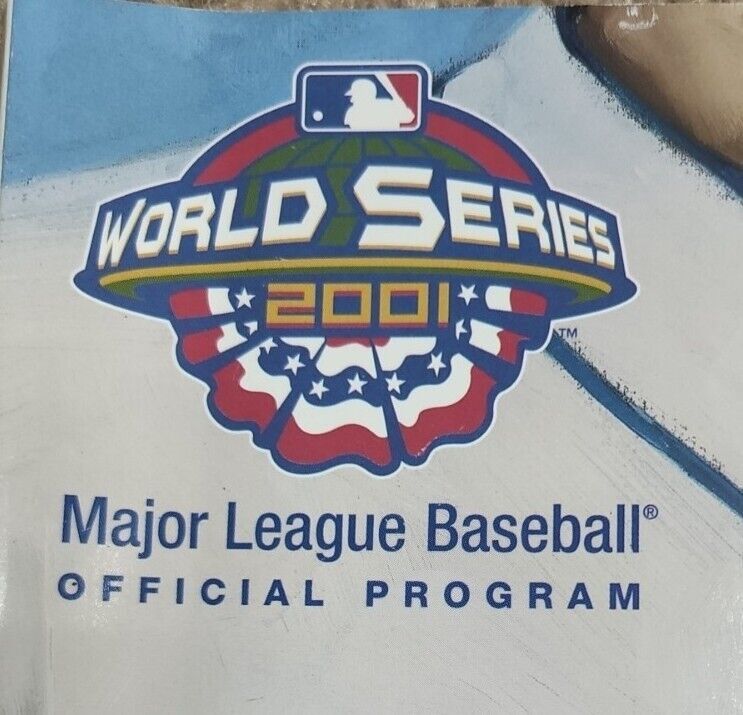 WORLD SERIES
2001
TM
Major League Baseball®
OFFICIAL PROGRAM